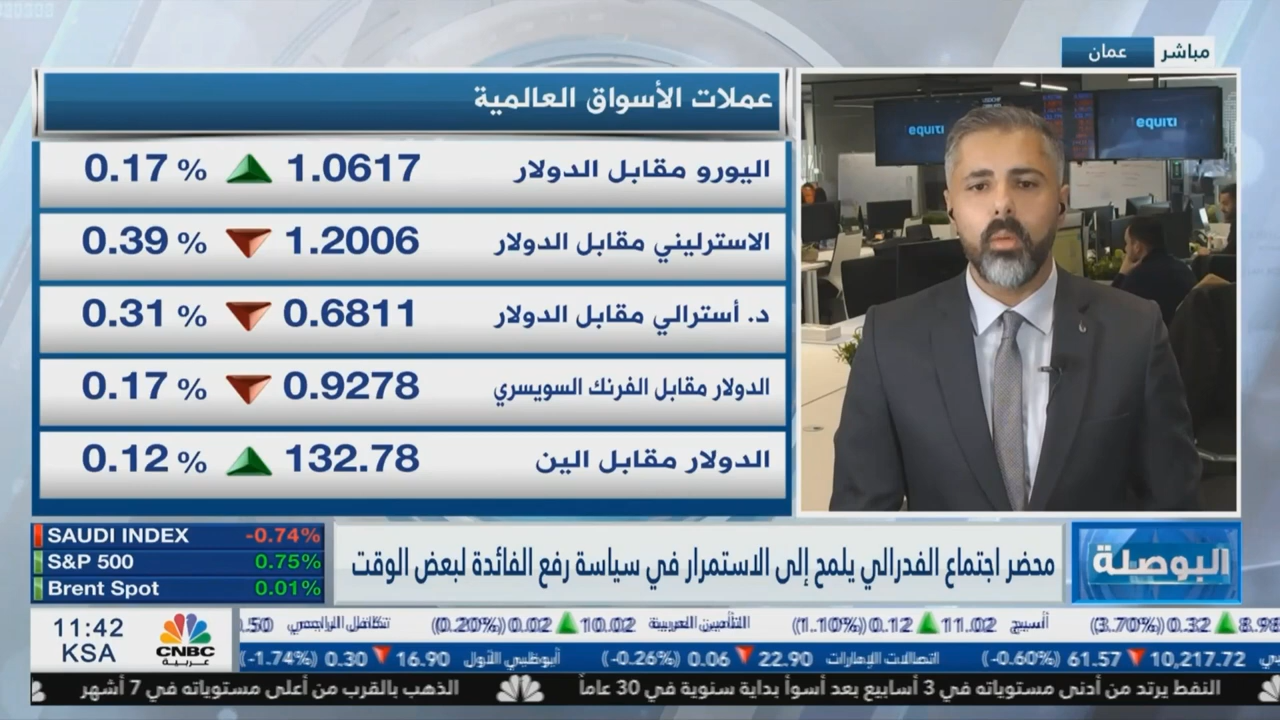 مباشر عمان
equiti equiti
عملات الأسواق العالمية
اليورو مقابل الدولار 1.0617 0.17 %
الاسترليني مقابل الدولار 1.2006 0.39 %
د. أسترالي مقابل الدولار 0.6811 0.31 %
الدولار مقابل الفرنك السويسري 0.9278 0.17 %
الدولار مقابل الين 132.78 0.12 %
البوصلة
محضر اجتماع الفدرالي يلمح إلى الاستمرار في سياسة رفع الفائدة لبعض الوقت
SAUDI INDEX -0.74%
S&P 500 0.75%
Brent Spot 0.01%
8.98 0.32 (3.70%) أسيج 11.02 0.12 (1.10%) التأمين العربية 10.02 0.02 (0.20%) تكافل الراجحي
10,217.72 61.57 (-0.60%) اتصالات الإمارات 22.90 0.06 (-0.26%) أبوظبي الأول 16.90 0.30 (-1.74%)
11:42
KSA
CNBC
عربية
النفط يرتد من أدنى مستوياته في 3 أسابيع بعد أسوأ بداية سنوية في 30 عاماً الذهب بالقرب من أعلى مستوياته في 7 أشهر